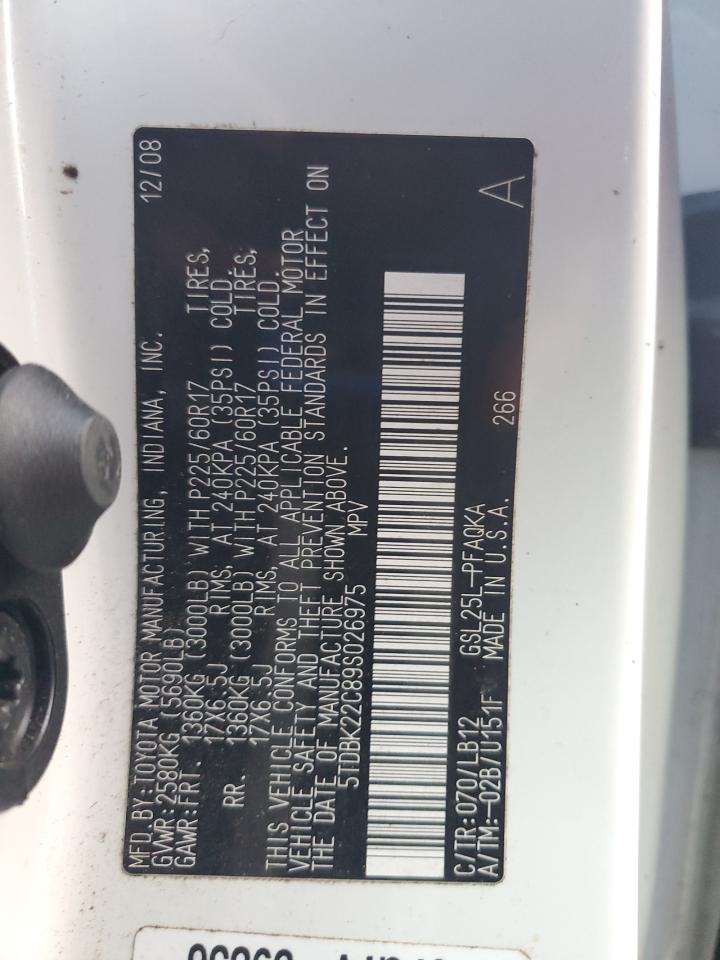 MFD.BY:TOYOTA MOTOR MANUFACTURING, INDIANA, INC. 12/08
GVWR:2580KG (5690LB)
GAWR:FRT. 1360KG (3000LB) WITH P225/60R17 TIRES,
17X6.5J RIMS, AT 240KPA (35PSI) COLD.
RR. 1360KG (3000LB) WITH P225/60R17 TIRES,
17X6.5J RIMS, AT 240KPA (35PSI) COLD.
THIS VEHICLE CONFORMS TO ALL APPLICABLE FEDERAL MOTOR
VEHICLE SAFETY AND THEFT PREVENTION STANDARDS IN EFFECT ON
THE DATE OF MANUFACTURE SHOWN ABOVE.
5TDBK22C89S026975 MPV
C/TR:070/LB12 GSL25L-PFAQKA
A/TM:-02B/U151F MADE IN U.S.A. 266 A